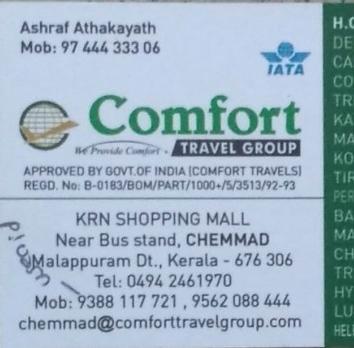 Ashraf Athakayath
Mob: 97 444 333 06
IATA
Comfort
We Provide Comfort
TRAVEL GROUP
APPROVED BY GOVT.OF INDIA (COMFORT TRAVELS)
REGD. No: B-0183/BOM/PART/1000+/5/3513/92-93
KRN SHOPPING MALL
Near Bus stand, CHEMMAD
Malappuram Dt., Kerala - 676 306
Tel: 0494 2461970
Mob: 9388 117 721 , 9562 088 444
chemmad@comforttravelgroup.com
H.O
DE
CA
CO
TR
KA
MA
KO
TIR
PER
BA
MA
CH
TR
HY
LU
HEL